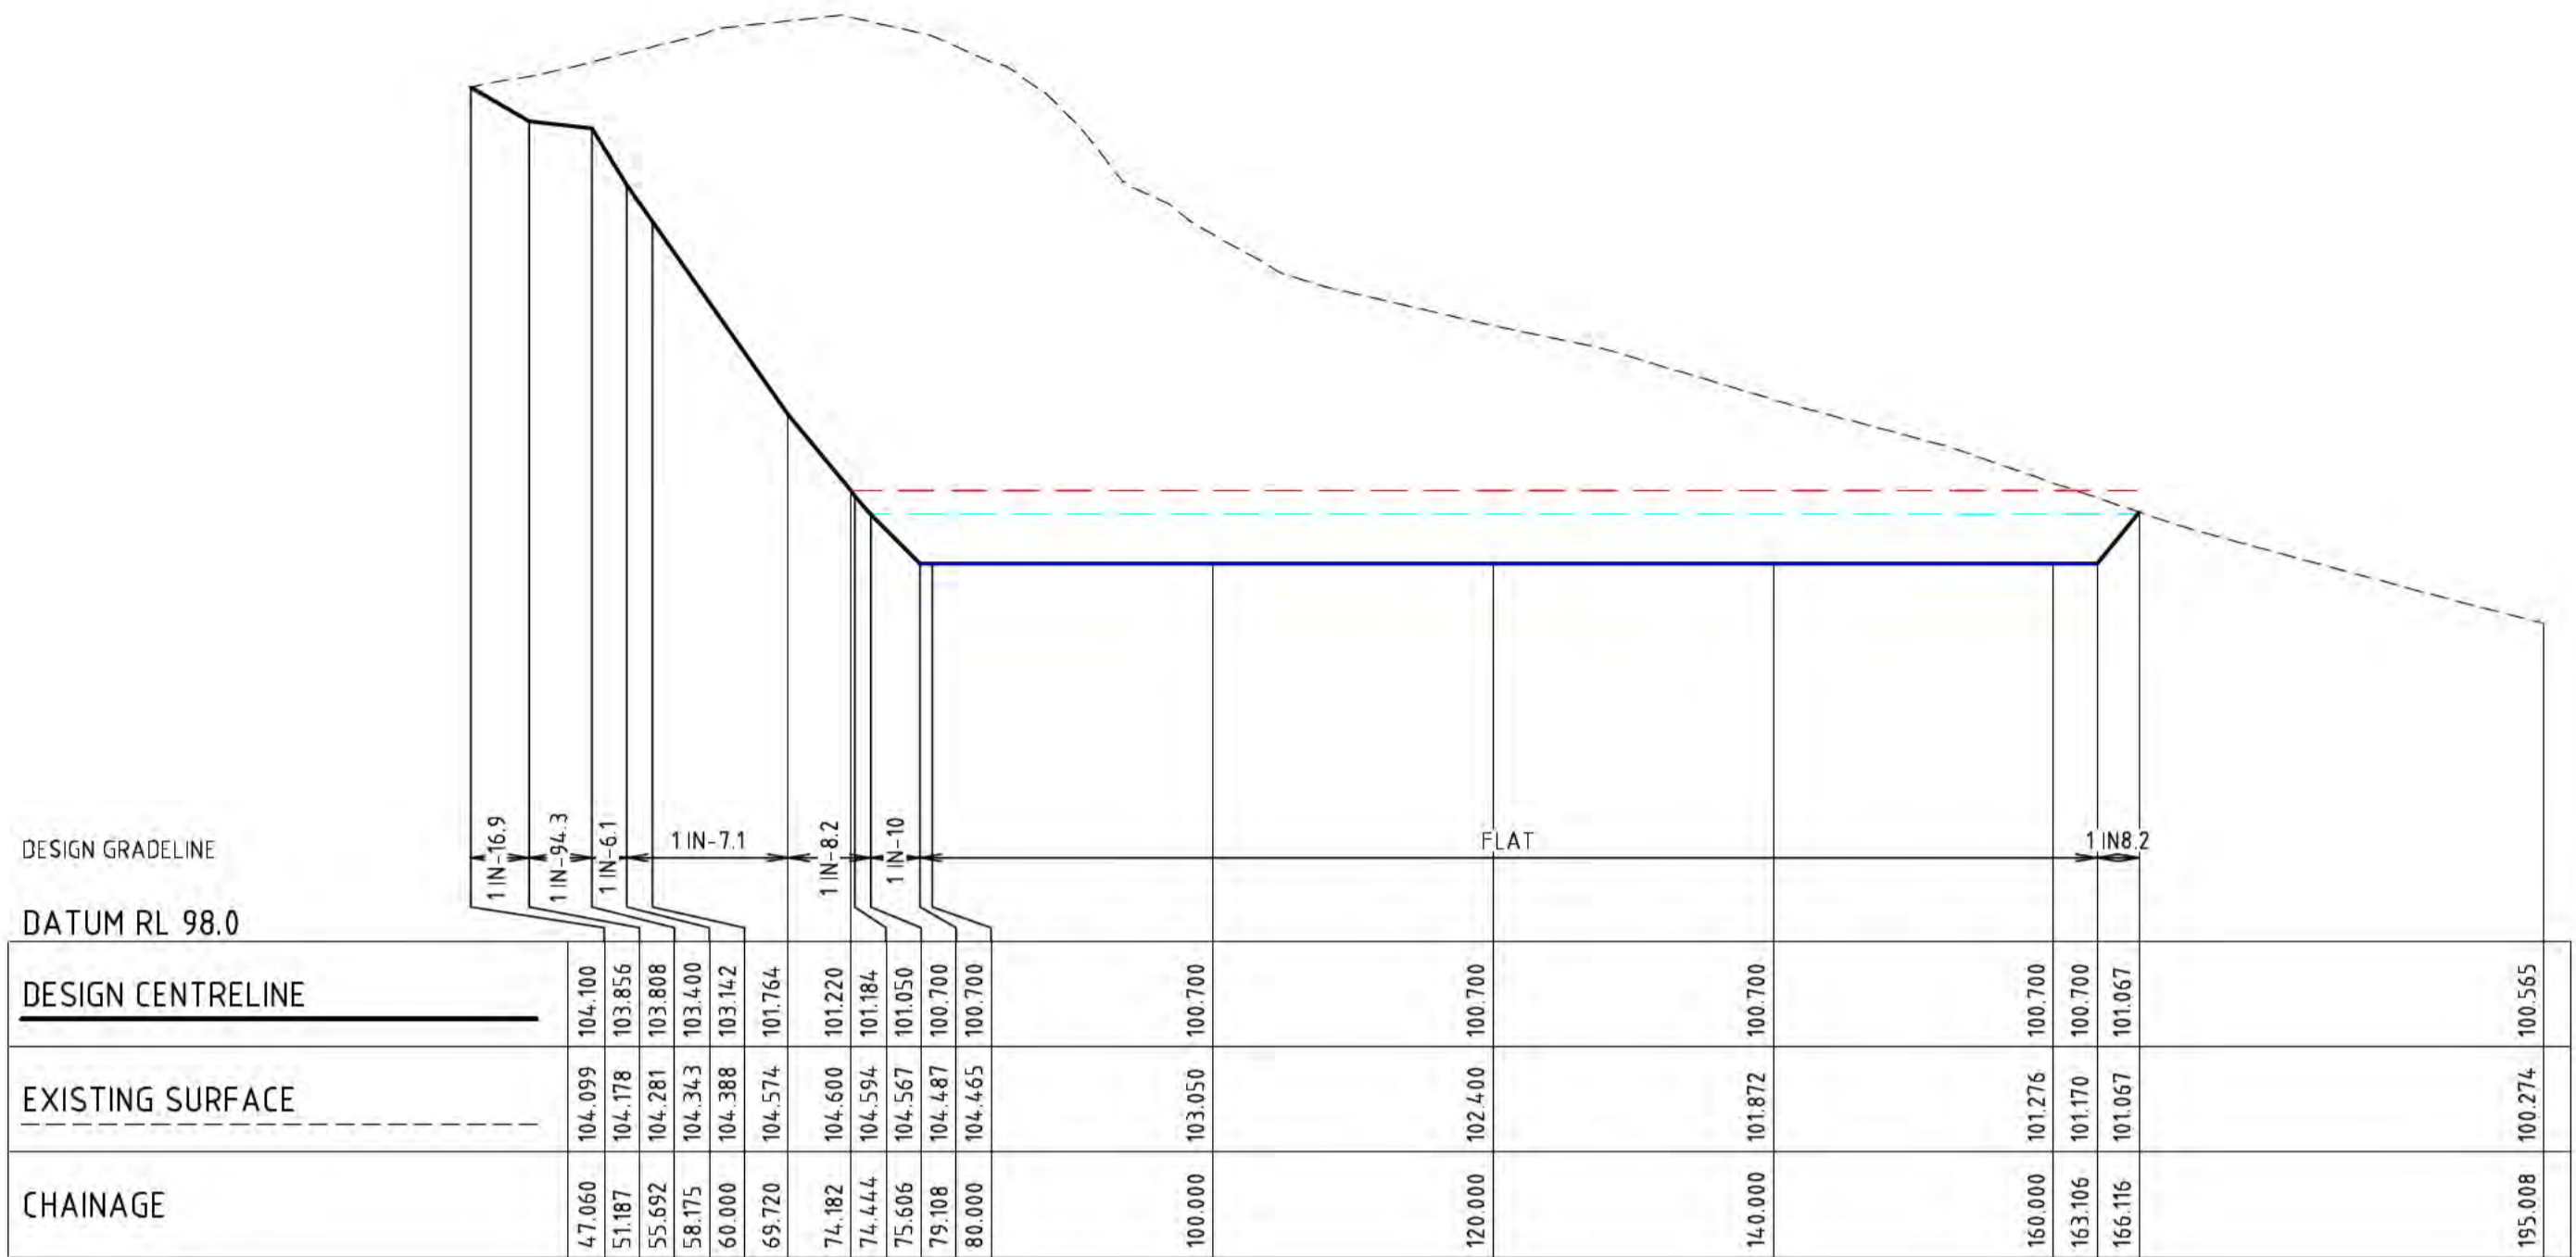 1 IN-16.9 1 IN-94.3 1 IN-6.1 1 IN-7.1 1 IN-8.2 1 IN-10 FLAT 1 IN8.2
DESIGN GRADELINE
DATUM RL 98.0
DESIGN CENTRELINE 104.100 103.856 103.808 103.400 103.142 101.764 101.220 101.184 101.050 100.700 100.700 100.700 100.700 100.700 100.700 100.700 101.067 100.565
EXISTING SURFACE 104.099 104.178 104.281 104.343 104.388 104.574 104.600 104.594 104.567 104.487 104.465 103.050 102.400 101.872 101.276 101.170 101.067 100.274
CHAINAGE 47.060 51.187 55.692 58.175 60.000 69.720 74.182 74.444 75.606 79.108 80.000 100.000 120.000 140.000 160.000 163.106 166.116 195.008